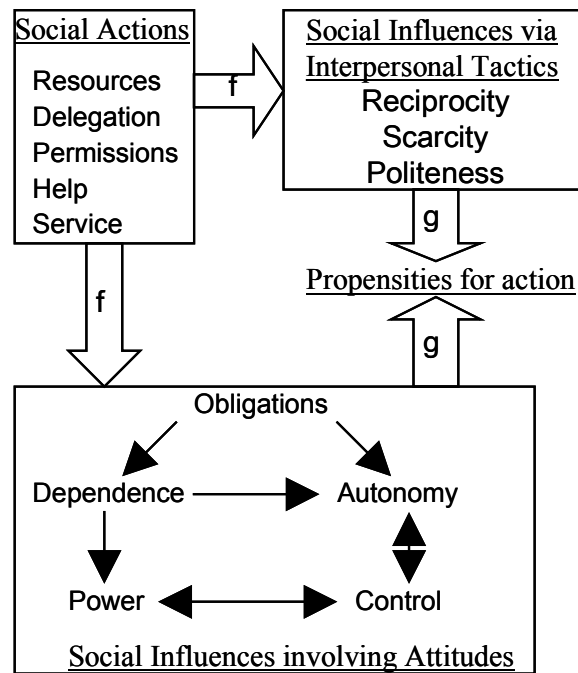 Social Actions
Resources
Delegation
Permissions
Help
Service
f
Social Influences via
Interpersonal Tactics
Reciprocity
Scarcity
Politeness
g
Propensities for action
f
g
Obligations
Dependence
Autonomy
Power
Control
Social Influences involving Attitudes